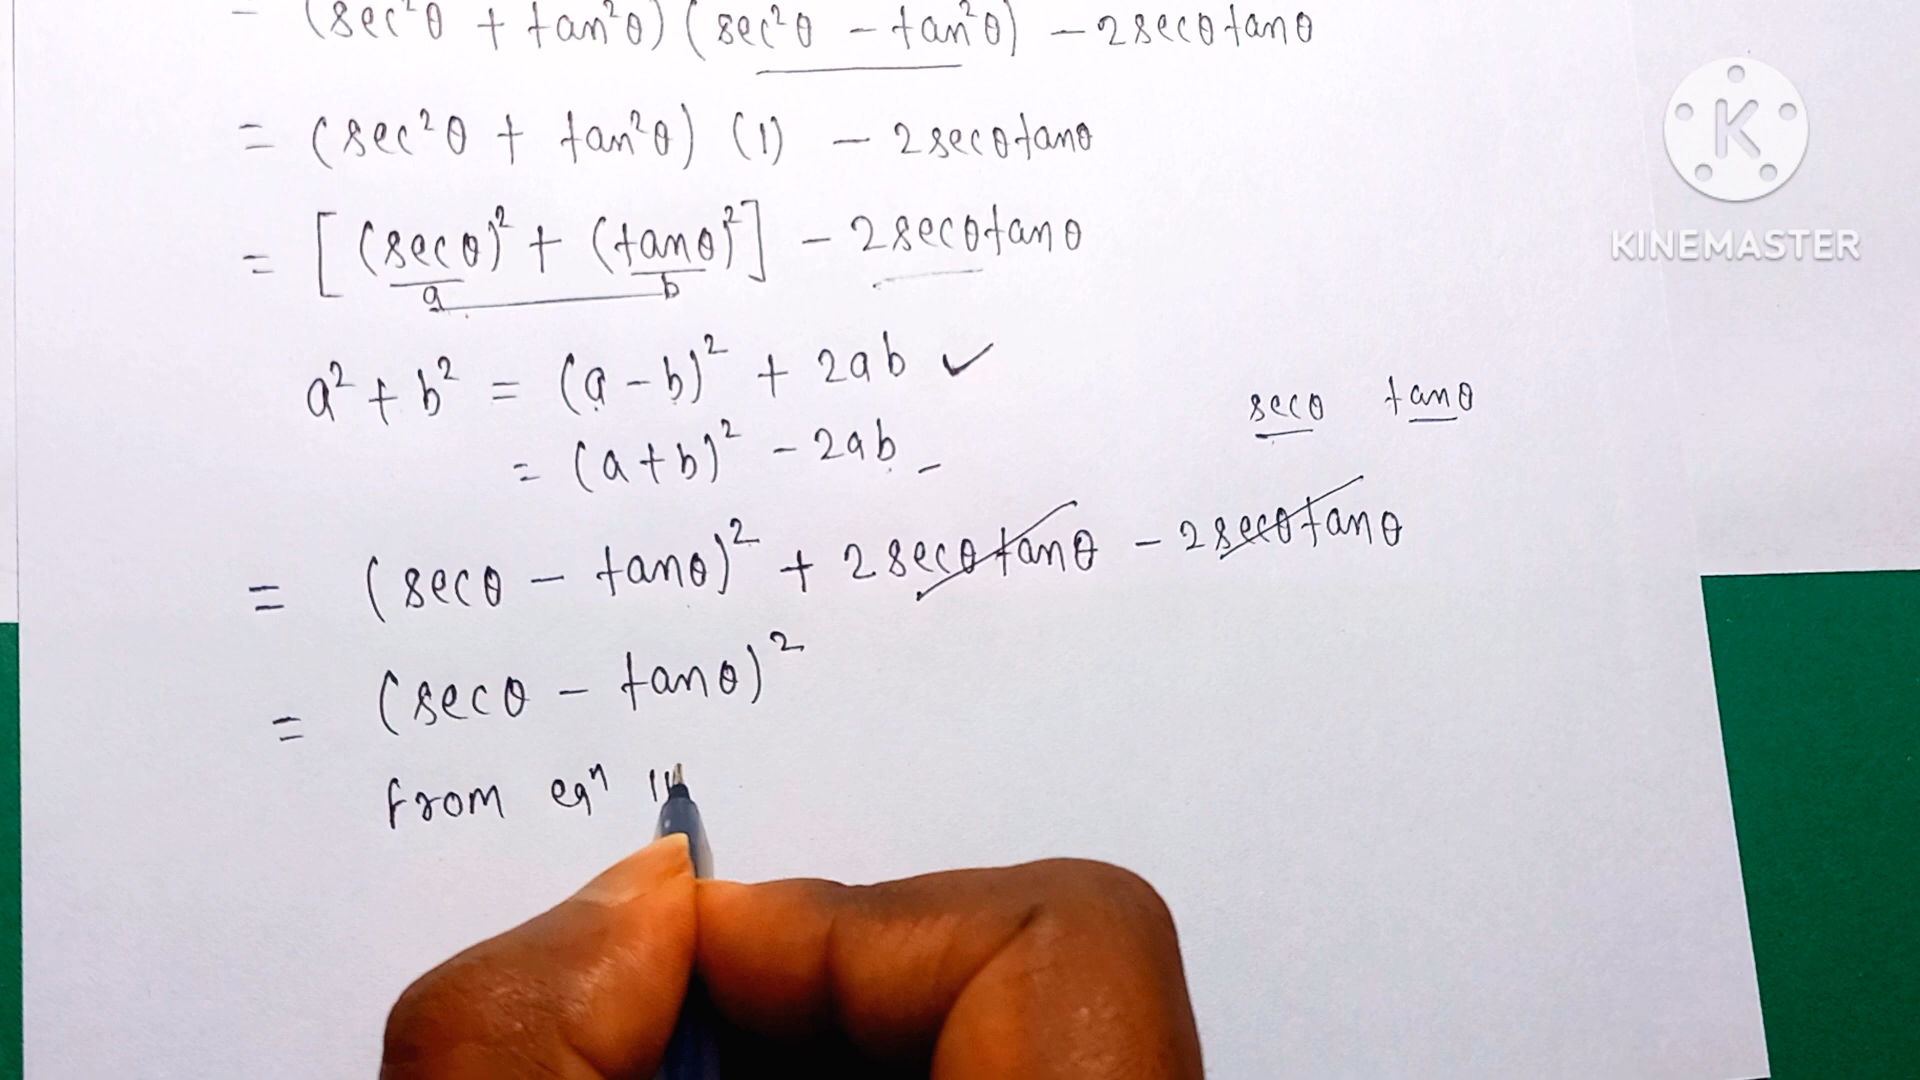 = (sec²θ + tan²θ) (sec²θ - tan²θ) - 2secθtanθ
= (sec²θ + tan²θ) (1) - 2secθtanθ
= [(secθ)² + (tanθ)²] - 2secθtanθ
a b
a² + b² = (a - b)² + 2ab ✓
= (a + b)² - 2ab -
secθ tanθ
= (secθ - tanθ)² + 2secθtanθ - 2secθtanθ
= (secθ - tanθ)²
from eqⁿ
K
KINEMASTER